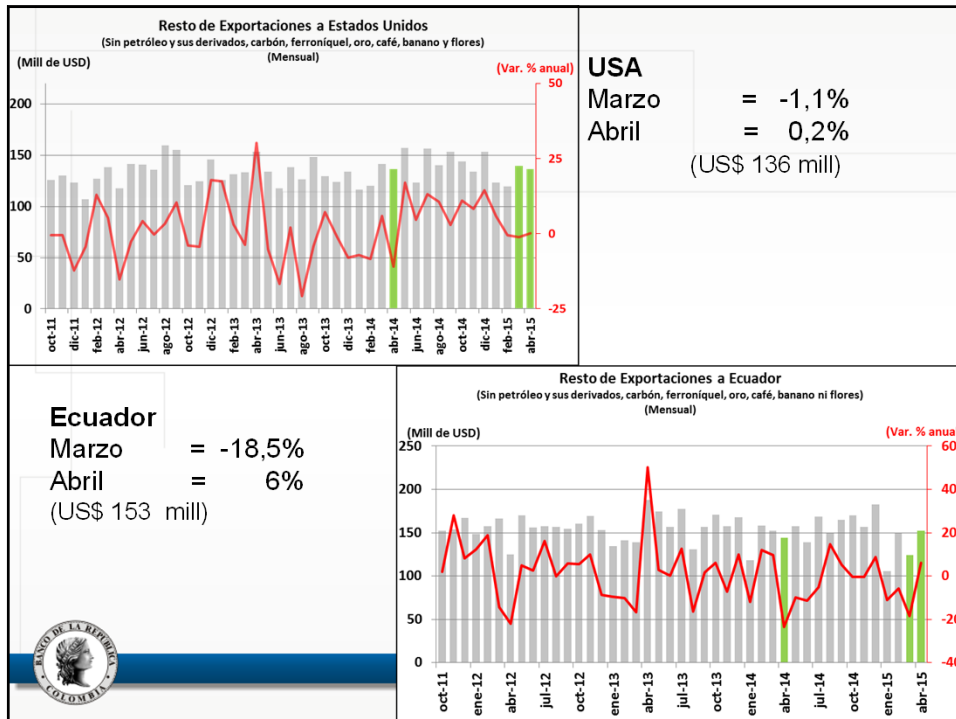 Resto de Exportaciones a Estados Unidos
(Sin petróleo y sus derivados, carbón, ferroníquel, oro, café, banano y flores)
(Mensual)
(Mill de USD)
(Var. % anual)
200
150
100
50
0
50
25
0
-25
oct-11
dic-11
feb-12
abr-12
jun-12
ago-12
oct-12
dic-12
feb-13
abr-13
jun-13
ago-13
oct-13
dic-13
feb-14
abr-14
jun-14
ago-14
oct-14
dic-14
feb-15
abr-15
USA
Marzo = -1,1%
Abril = 0,2%
(US$ 136 mill)
Ecuador
Marzo = -18,5%
Abril = 6%
(US$ 153 mill)
Resto de Exportaciones a Ecuador
(Sin petróleo y sus derivados, carbón, ferroníquel, oro, café, banano ni flores)
(Mensual)
(Mill de USD)
(Var. % anua
250
200
150
100
50
0
60
40
20
0
-20
-40
oct-11
ene-12
abr-12
jul-12
oct-12
ene-13
abr-13
jul-13
oct-13
ene-14
abr-14
jul-14
oct-14
ene-15
abr-15
BANCO DE LA REPÚBLICA
COLOMBIA